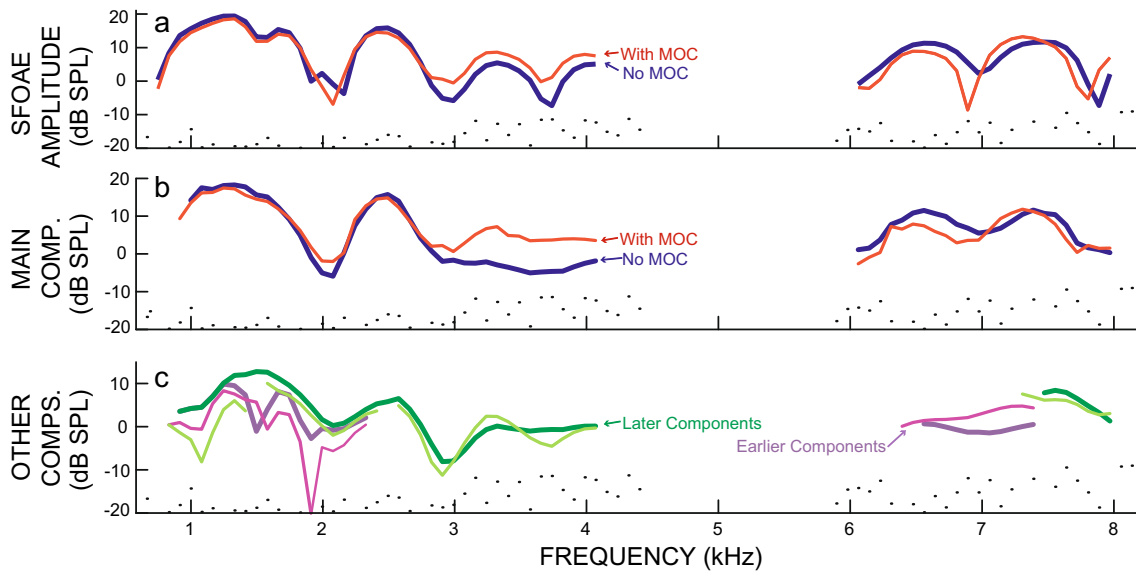 a
SFOAE
AMPLITUDE
(dB SPL)
20
10
0
-10
-20
With MOC
No MOC
b
MAIN
COMP.
(dB SPL)
20
10
0
-10
-20
With MOC
No MOC
c
OTHER
COMPS.
(dB SPL)
10
0
-10
-20
Later Components
Earlier Components
1 2 3 4 5 6 7 8
FREQUENCY (kHz)